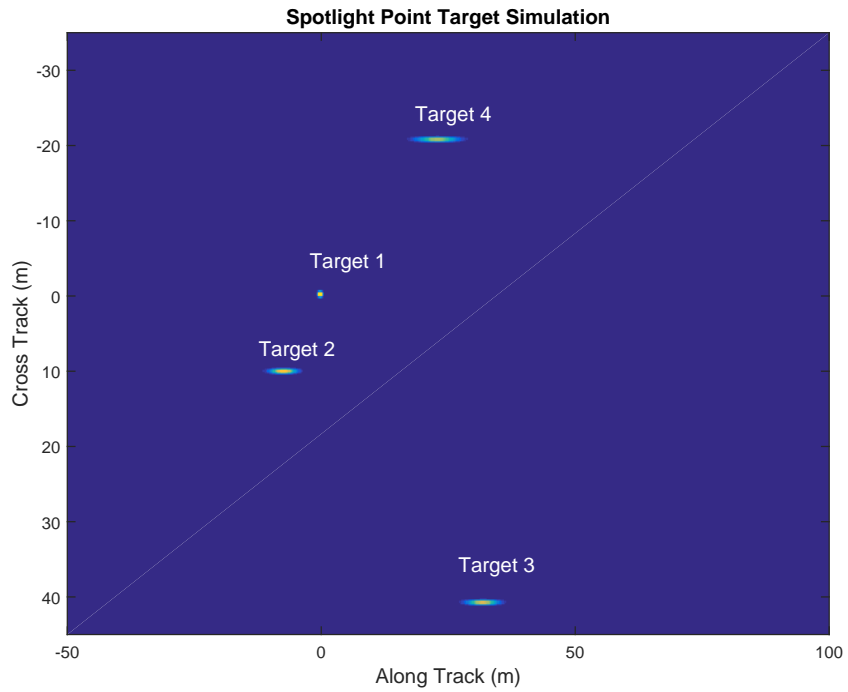 Spotlight Point Target Simulation
-30
Target 4
-20
-10
Target 1
0
Target 2
10
20
30
Target 3
40
-50 0 50 100
Along Track (m)
Cross Track (m)